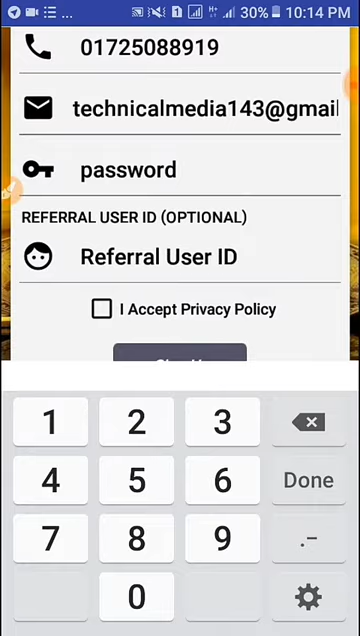 30% 10:14 PM
01725088919
technicalmedia143@gmail
password
REFERRAL USER ID (OPTIONAL)
Referral User ID
I Accept Privacy Policy
1 2 3
4 5 6 Done
7 8 9 .-
0